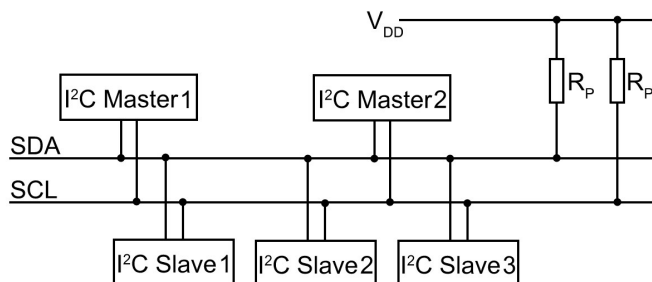 V_DD
R_P R_P
I²C Master1 I²C Master2
SDA
SCL
I²C Slave1 I²C Slave2 I²C Slave3